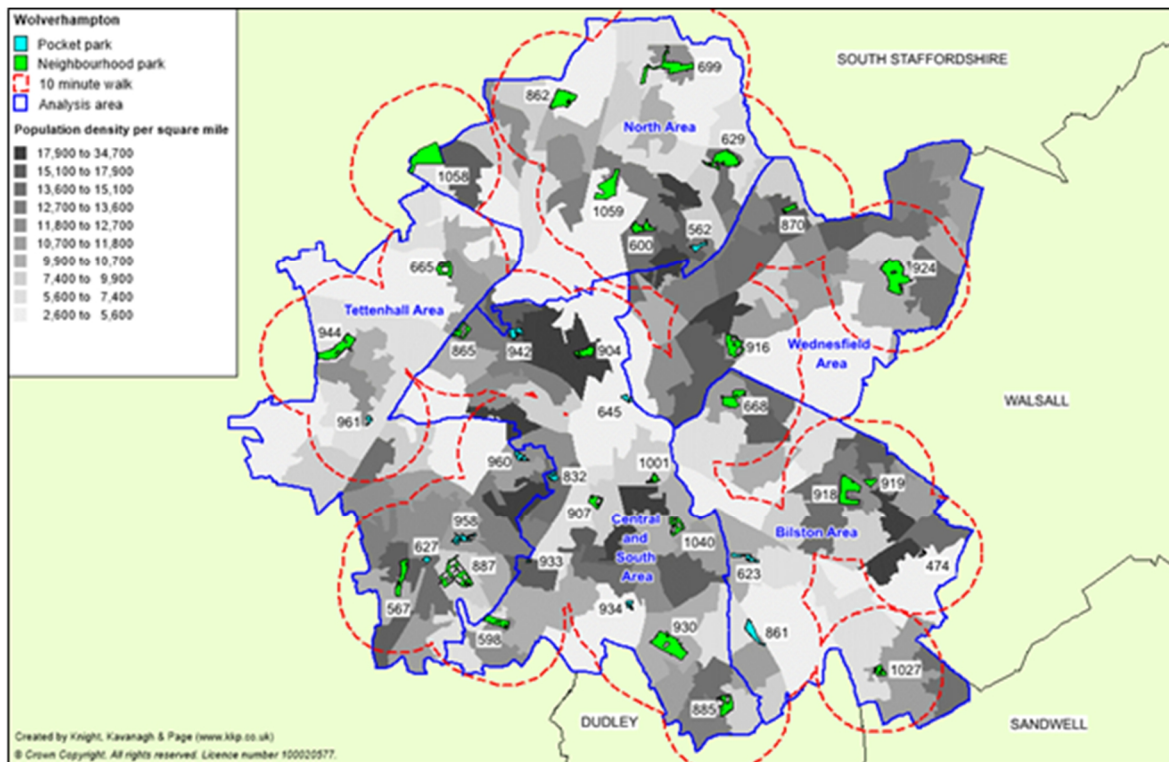 Wolverhampton
Pocket park
Neighbourhood park
10 minute walk
Analysis area
Population density per square mile
17,900 to 34,700
15,100 to 17,900
13,600 to 15,100
12,700 to 13,600
11,800 to 12,700
10,700 to 11,800
9,900 to 10,700
7,400 to 9,900
5,600 to 7,400
2,600 to 5,600
SOUTH STAFFORDSHIRE
699
862
North Area
629
1058
1059
870
562
600
665
924
Tettenhall Area
944
865
942
904
916
Wednesfield
Area
645
668
WALSALL
961
960
832
1001
918
919
907
Central
and
South
Area
958
1040
Bilston Area
627
887
933
623
474
567
934
598
930
861
1027
885
DUDLEY
SANDWELL
Created by Knight, Kavanagh & Page (www.kkp.co.uk)
© Crown Copyright. All rights reserved. Licence number 100020577.